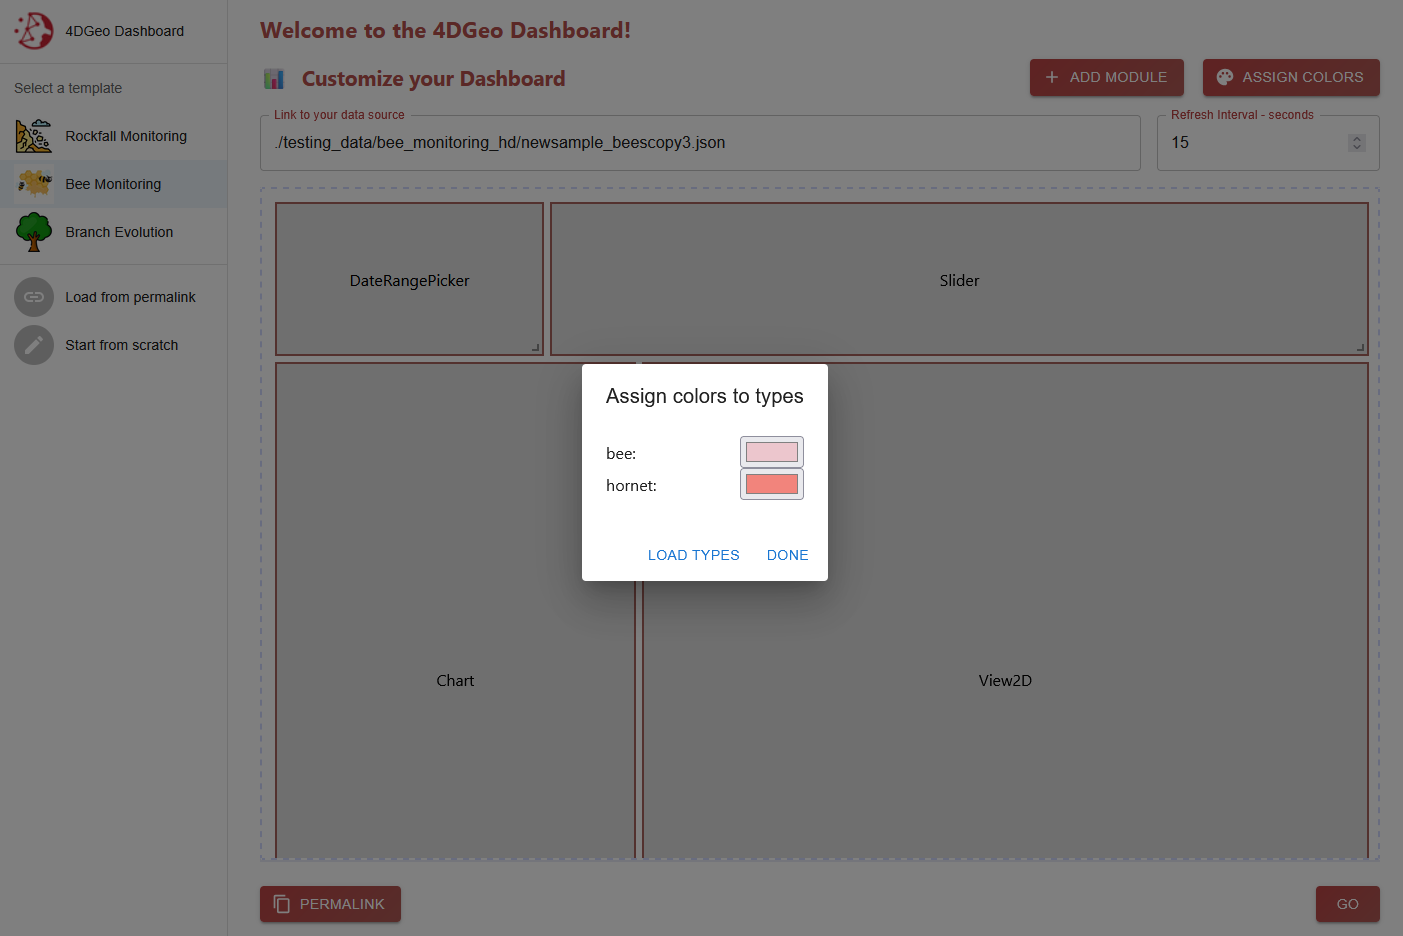 4DGeo Dashboard
Select a template
Rockfall Monitoring
Bee Monitoring
Branch Evolution
Load from permalink
Start from scratch
Welcome to the 4DGeo Dashboard!
Customize your Dashboard
ADD MODULE
ASSIGN COLORS
Link to your data source
./testing_data/bee_monitoring_hd/newsample_beescopy3.json
Refresh Interval - seconds
15
DateRangePicker
Slider
Assign colors to types
bee:
hornet:
LOAD TYPES
DONE
Chart
View2D
PERMALINK
GO